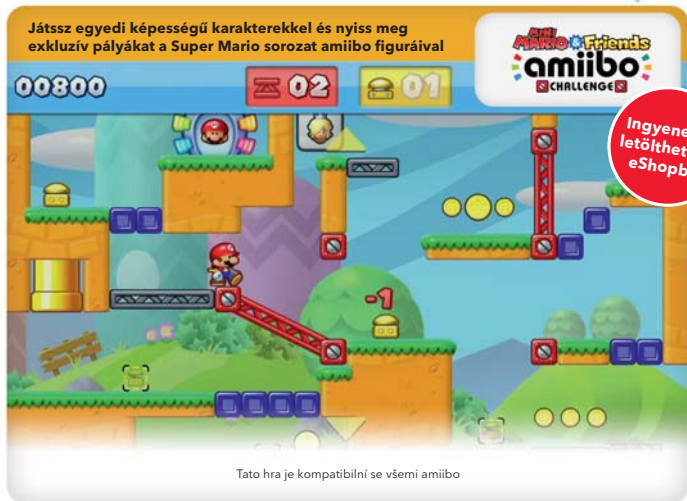 Játssz egyedi képességű karakterekkel és nyiss meg
exkluzív pályákat a Super Mario sorozat amiibo figuráival
MINI
MARIO & Friends
amiibo
CHALLENGE
00800
02
01
-1
Tato hra je kompatibilní se všemi amiibo